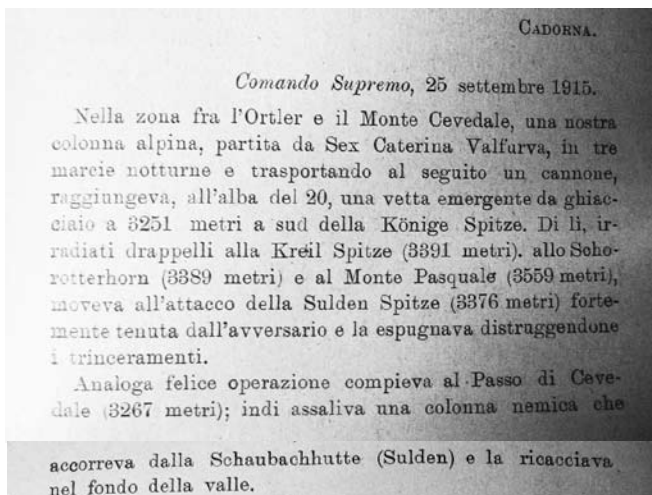 CADORNA.
Comando Supremo, 25 settembre 1915.
Nella zona fra l'Ortler e il Monte Cevedale, una nostra
colonna alpina, partita da Sex Caterina Valfurva, in tre
marcie notturne e trasportando al seguito un cannone,
raggiungeva, all'alba del 20, una vetta emergente da ghiac-
ciaio a 3251 metri a sud della Könige Spitze. Di lì, ir-
radiati drappelli alla Kreil Spitze (3391 metri). allo Scho-
rotterhorn (3389 metri) e al Monte Pasquale (3559 metri),
moveva all'attacco della Sulden Spitze (3376 metri) forte-
mente tenuta dall'avversario e la espugnava distruggendone
i trinceramenti.
Analoga felice operazione compieva al Passo di Ceve-
dale (3267 metri); indi assaliva una colonna nemica che
accorreva dalla Schaubachhutte (Sulden) e la ricacciava
nel fondo della valle.